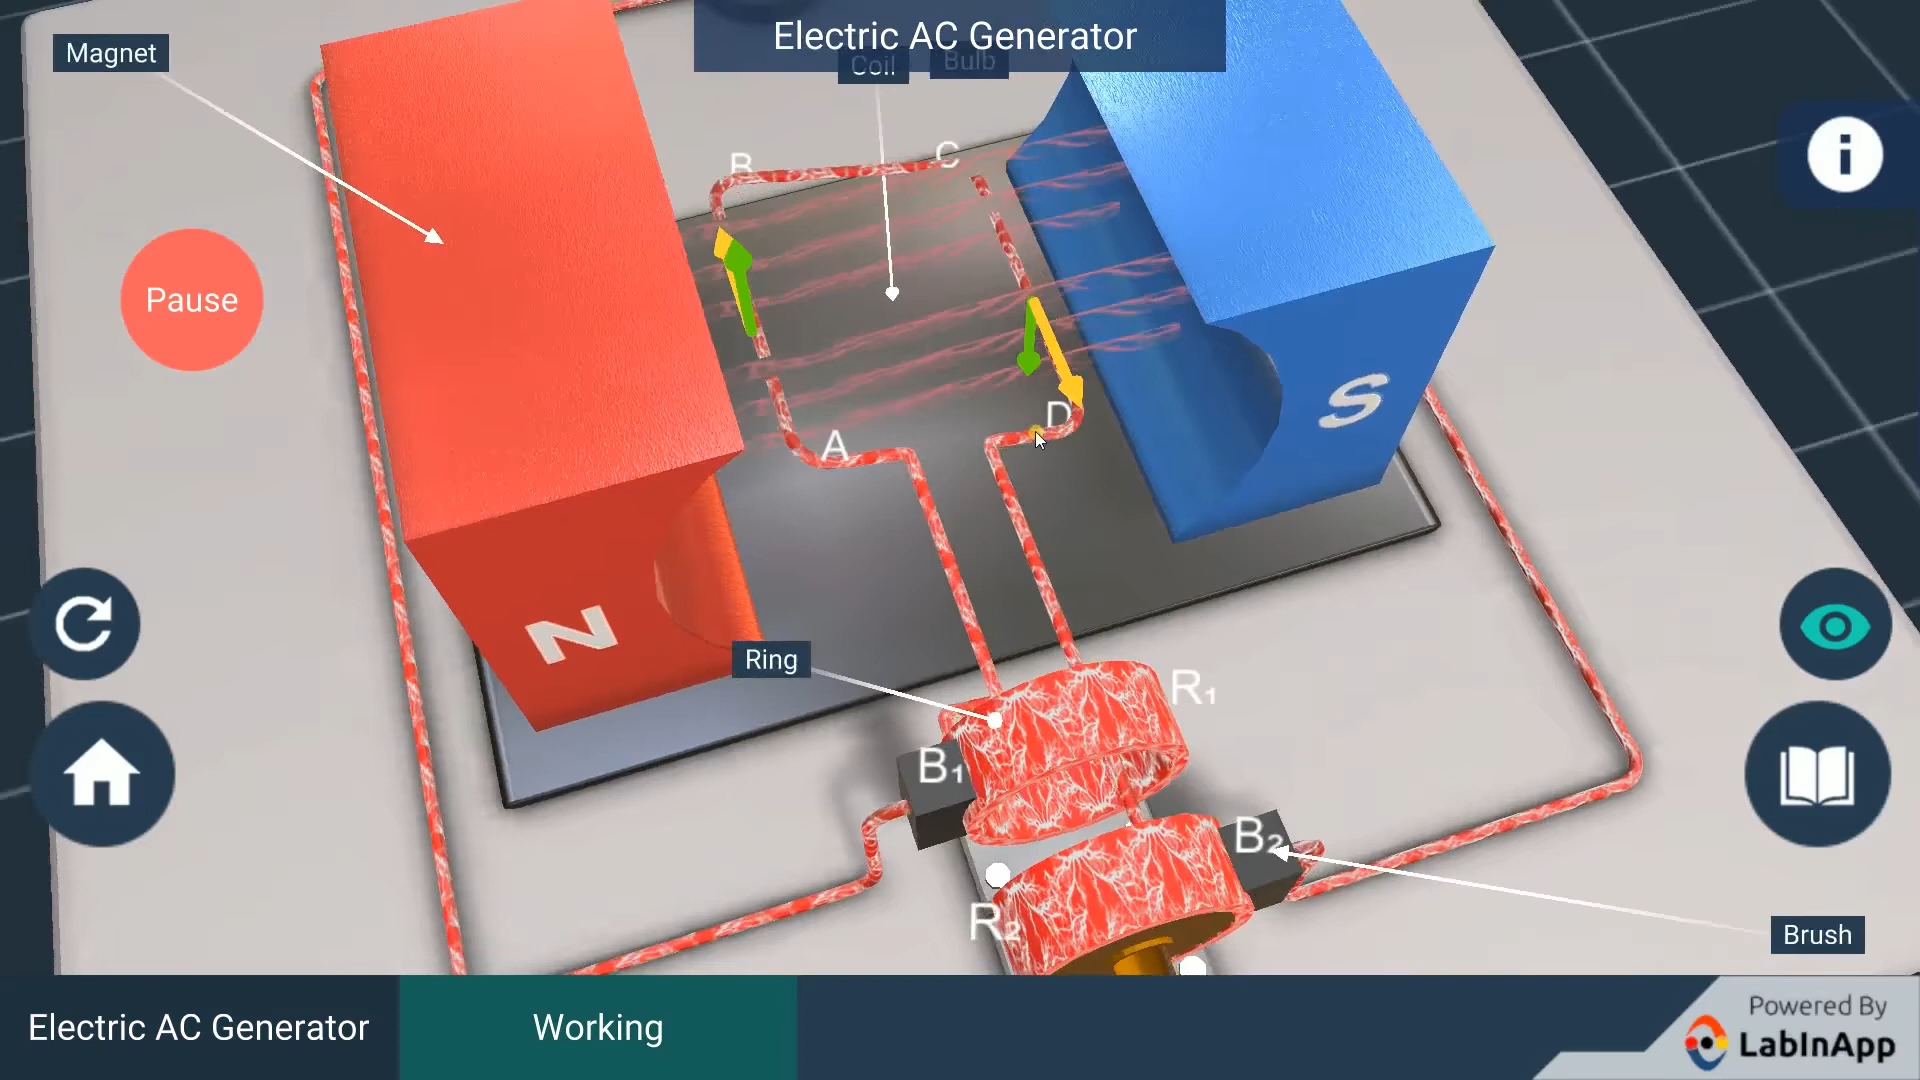 Electric AC Generator
Magnet
Coil
Bulb
B
C
Pause
S
D
A
N
Ring
R₁
B₁
B₂
R₂
Brush
Electric AC Generator
Working
Powered By
LabInApp